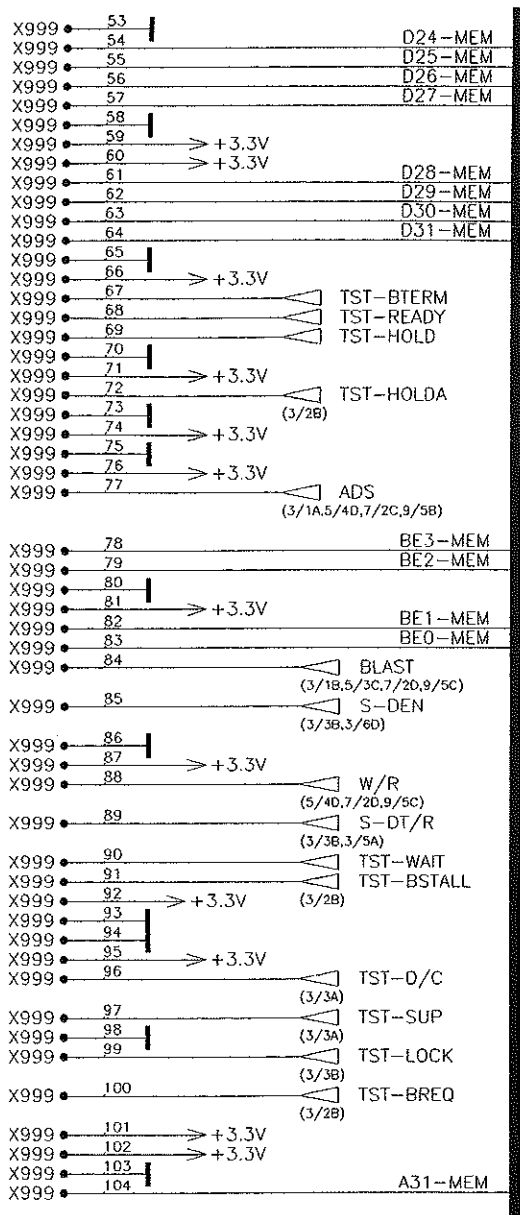 X999 53
X999 54 D24-MEM
X999 55 D25-MEM
X999 56 D26-MEM
X999 57 D27-MEM
X999 58
X999 59 +3.3V
X999 60 +3.3V
X999 61 D28-MEM
X999 62 D29-MEM
X999 63 D30-MEM
X999 64 D31-MEM
X999 65
X999 66 +3.3V
X999 67 TST-BTERM
X999 68 TST-READY
X999 69 TST-HOLD
X999 70
X999 71 +3.3V
X999 72 TST-HOLDA
(3/2B)
X999 73
X999 74 +3.3V
X999 75
X999 76 +3.3V
X999 77 ADS
(3/1A,5/4D,7/2C,9/5B)
X999 78 BE3-MEM
X999 79 BE2-MEM
X999 80
X999 81 +3.3V
X999 82 BE1-MEM
X999 83 BE0-MEM
X999 84 BLAST
(3/1B,5/3C,7/2D,9/5C)
X999 85 S-DEN
(3/3B,3/6D)
X999 86
X999 87 +3.3V
X999 88 W/R
(5/4D,7/2D,9/5C)
X999 89 S-DT/R
(3/3B,3/5A)
X999 90 TST-WAIT
X999 91 TST-BSTALL
(3/2B)
X999 92 +3.3V
X999 93
X999 94
X999 95 +3.3V
X999 96 TST-D/C
(3/3A)
X999 97 TST-SUP
(3/3A)
X999 98
X999 99 TST-LOCK
(3/3B)
X999 100 TST-BREQ
(3/2B)
X999 101 +3.3V
X999 102 +3.3V
X999 103
X999 104 A31-MEM